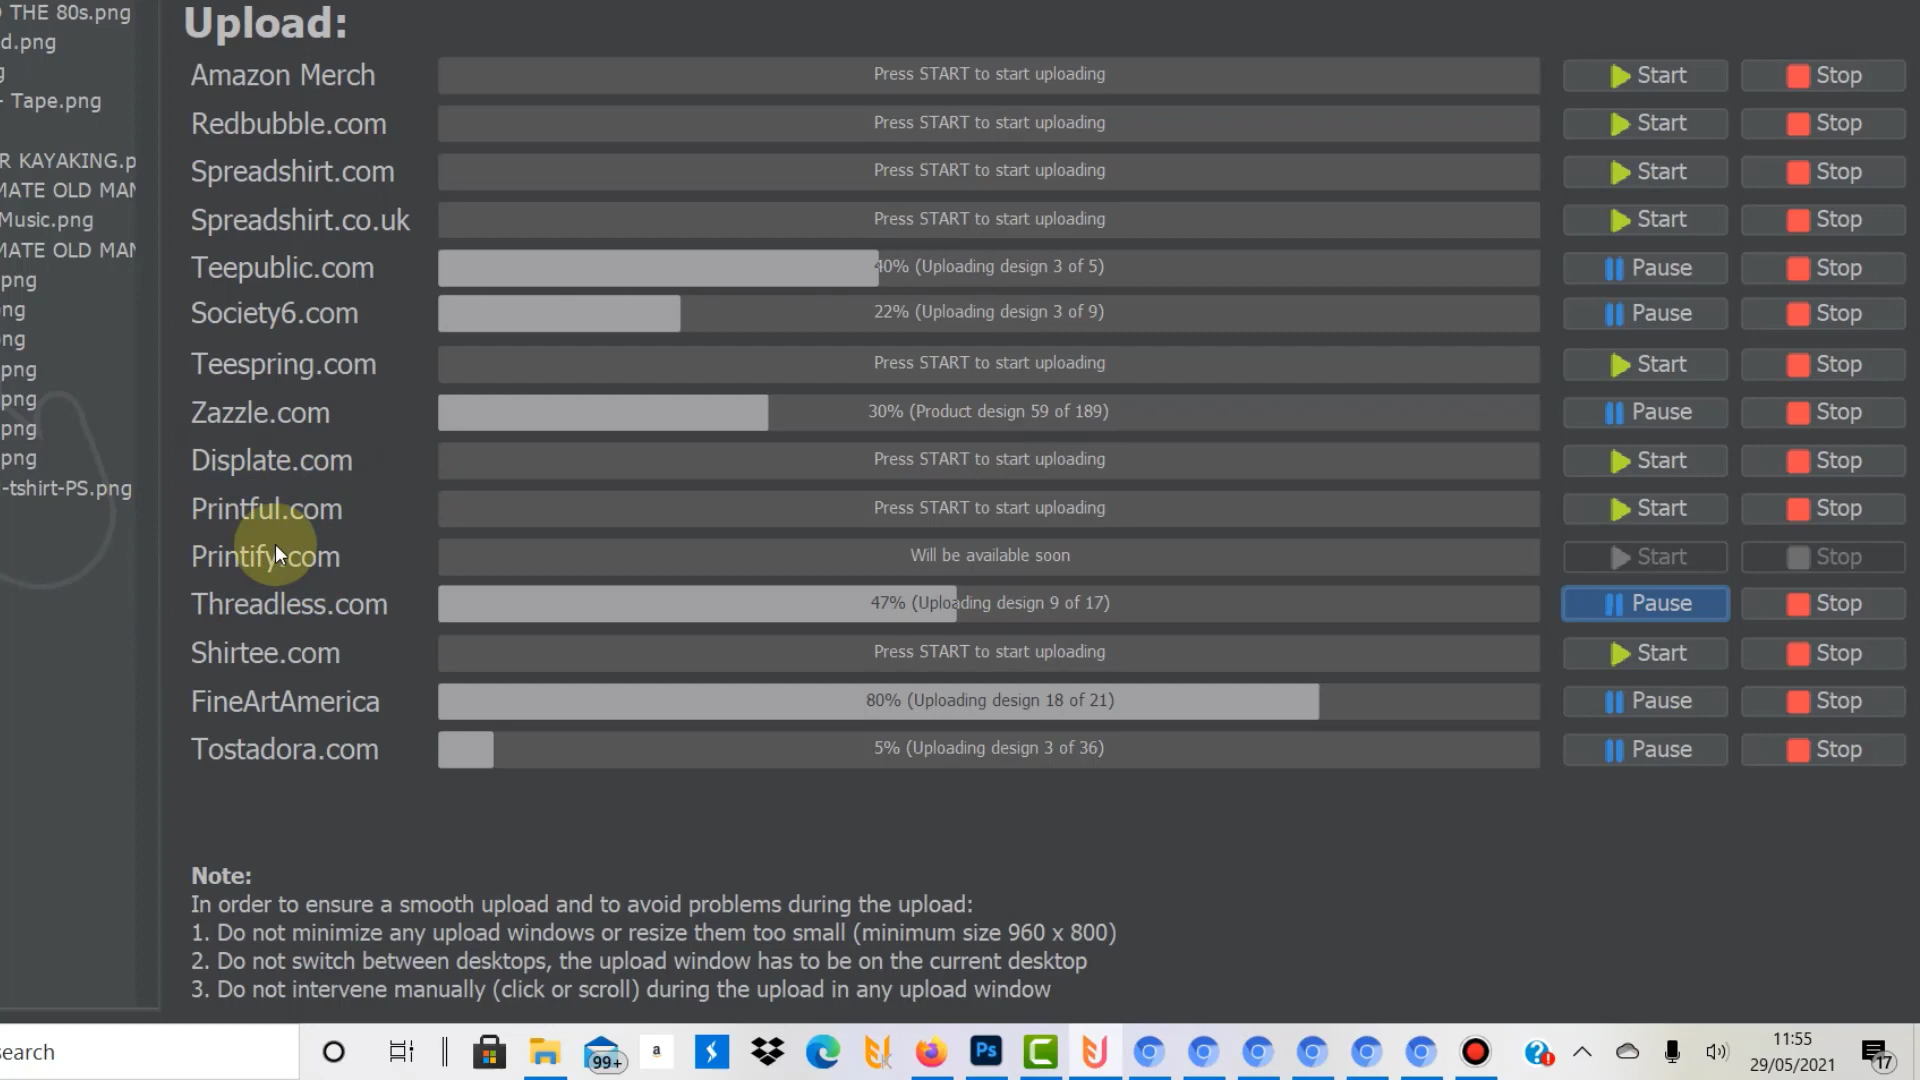 THE 80s.png
d.png
- Tape.png
R KAYAKING.p
MATE OLD MAN
Music.png
MATE OLD MAN
.png
ng
ng
png
png
png
png
-tshirt-PS.png
Upload:
Amazon Merch Press START to start uploading Start Stop
Redbubble.com Press START to start uploading Start Stop
Spreadshirt.com Press START to start uploading Start Stop
Spreadshirt.co.uk Press START to start uploading Start Stop
Teepublic.com 40% (Uploading design 3 of 5) Pause Stop
Society6.com 22% (Uploading design 3 of 9) Pause Stop
Teespring.com Press START to start uploading Start Stop
Zazzle.com 30% (Product design 59 of 189) Pause Stop
Displate.com Press START to start uploading Start Stop
Printful.com Press START to start uploading Start Stop
Printify.com Will be available soon Start Stop
Threadless.com 47% (Uploading design 9 of 17) Pause Stop
Shirtee.com Press START to start uploading Start Stop
FineArtAmerica 80% (Uploading design 18 of 21) Pause Stop
Tostadora.com 5% (Uploading design 3 of 36) Pause Stop
Note:
In order to ensure a smooth upload and to avoid problems during the upload:
1. Do not minimize any upload windows or resize them too small (minimum size 960 x 800)
2. Do not switch between desktops, the upload window has to be on the current desktop
3. Do not intervene manually (click or scroll) during the upload in any upload window
earch 99+ a Ps 11:55
29/05/2021 17